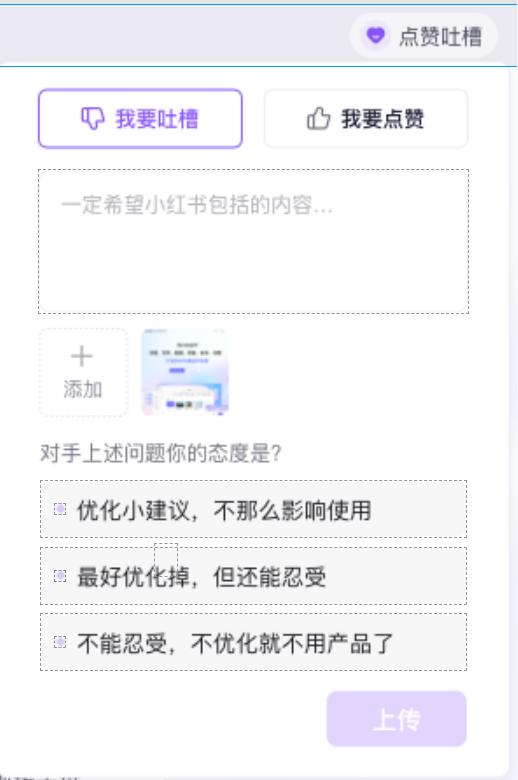 点赞吐槽
我要吐槽 我要点赞
一定希望小红书包括的内容...
添加
对手上述问题你的态度是?
优化小建议，不那么影响使用
最好优化掉，但还能忍受
不能忍受，不优化就不用产品了
上传